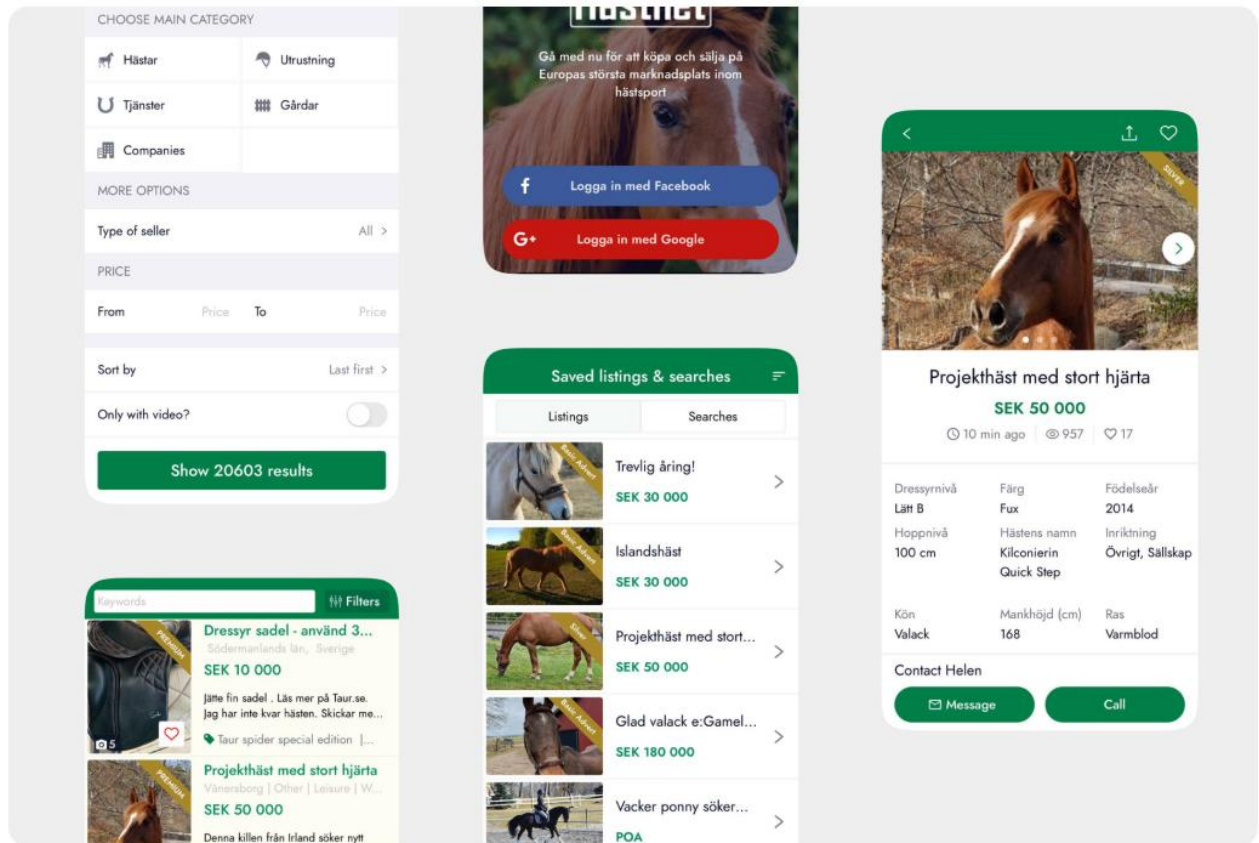 CHOOSE MAIN CATEGORY
Hästar
Utrustning
Tjänster
Gårdar
Companies
MORE OPTIONS
Type of seller
All >
PRICE
From
Price
To
Price
Sort by
Last first >
Only with video?
Show 20603 results
Keywords
Filters
PREMIUM
Dressyr sadel - använd 3...
Södermanlands län, Sverige
SEK 10 000
Jätte fin sadel . Läs mer på Taur.se.
Jag har inte kvar hästen. Skickar me...
5
Taur spider special edition |...
PREMIUM
Projekthäst med stort hjärta
Vänersborg | Other | Leisure | W...
SEK 50 000
Denna killen från Irland söker nytt
Hästnet
Gå med nu för att köpa och sälja på
Europas största marknadsplats inom
hästsport
f
Logga in med Facebook
G+
Logga in med Google
Saved listings & searches
Listings
Searches
Basic Advert
Trevlig åring!
SEK 30 000
Basic Advert
Islandshäst
SEK 30 000
Silver
Projekthäst med stort...
SEK 50 000
Basic Advert
Glad valack e:Gamel...
SEK 180 000
Vacker ponny söker...
POA
SILVER
Projekthäst med stort hjärta
SEK 50 000
10 min ago
957
17
Dressyrnivå
Färg
Födelseår
Lätt B
Fux
2014
Hoppnivå
Hästens namn
Inriktning
100 cm
Kilconierin
Övrigt, Sällskap
Quick Step
Kön
Mankhöjd (cm)
Ras
Valack
168
Varmblod
Contact Helen
Message
Call